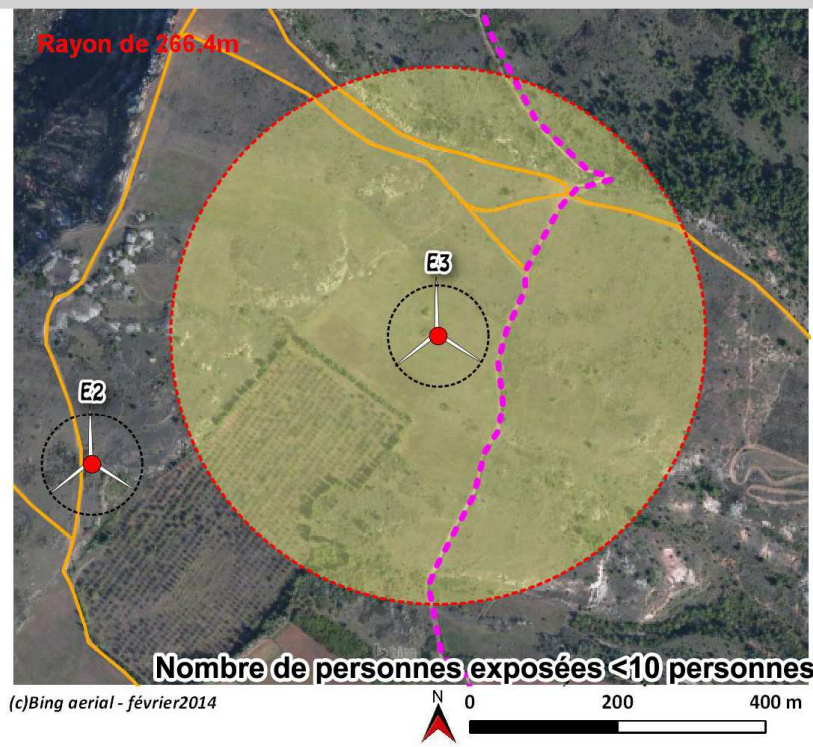 Rayon de 266.4m
E3
E2
Nombre de personnes exposées <10 personnes
(c)Bing aerial - février2014
N
0 200 400 m